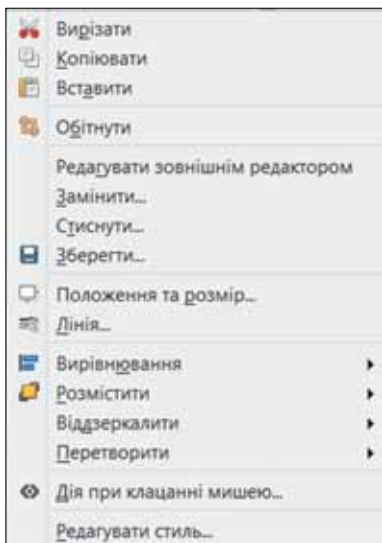 Вирізати
Копіювати
Вставити
Обітнути
Редагувати зовнішнім редактором
Замінити...
Стиснути...
Зберегти...
Положення та розмір...
Лінія...
Вирівнювання
Розмістити
Віддзеркалити
Перетворити
Дія при клацанні мишею...
Редагувати стиль...